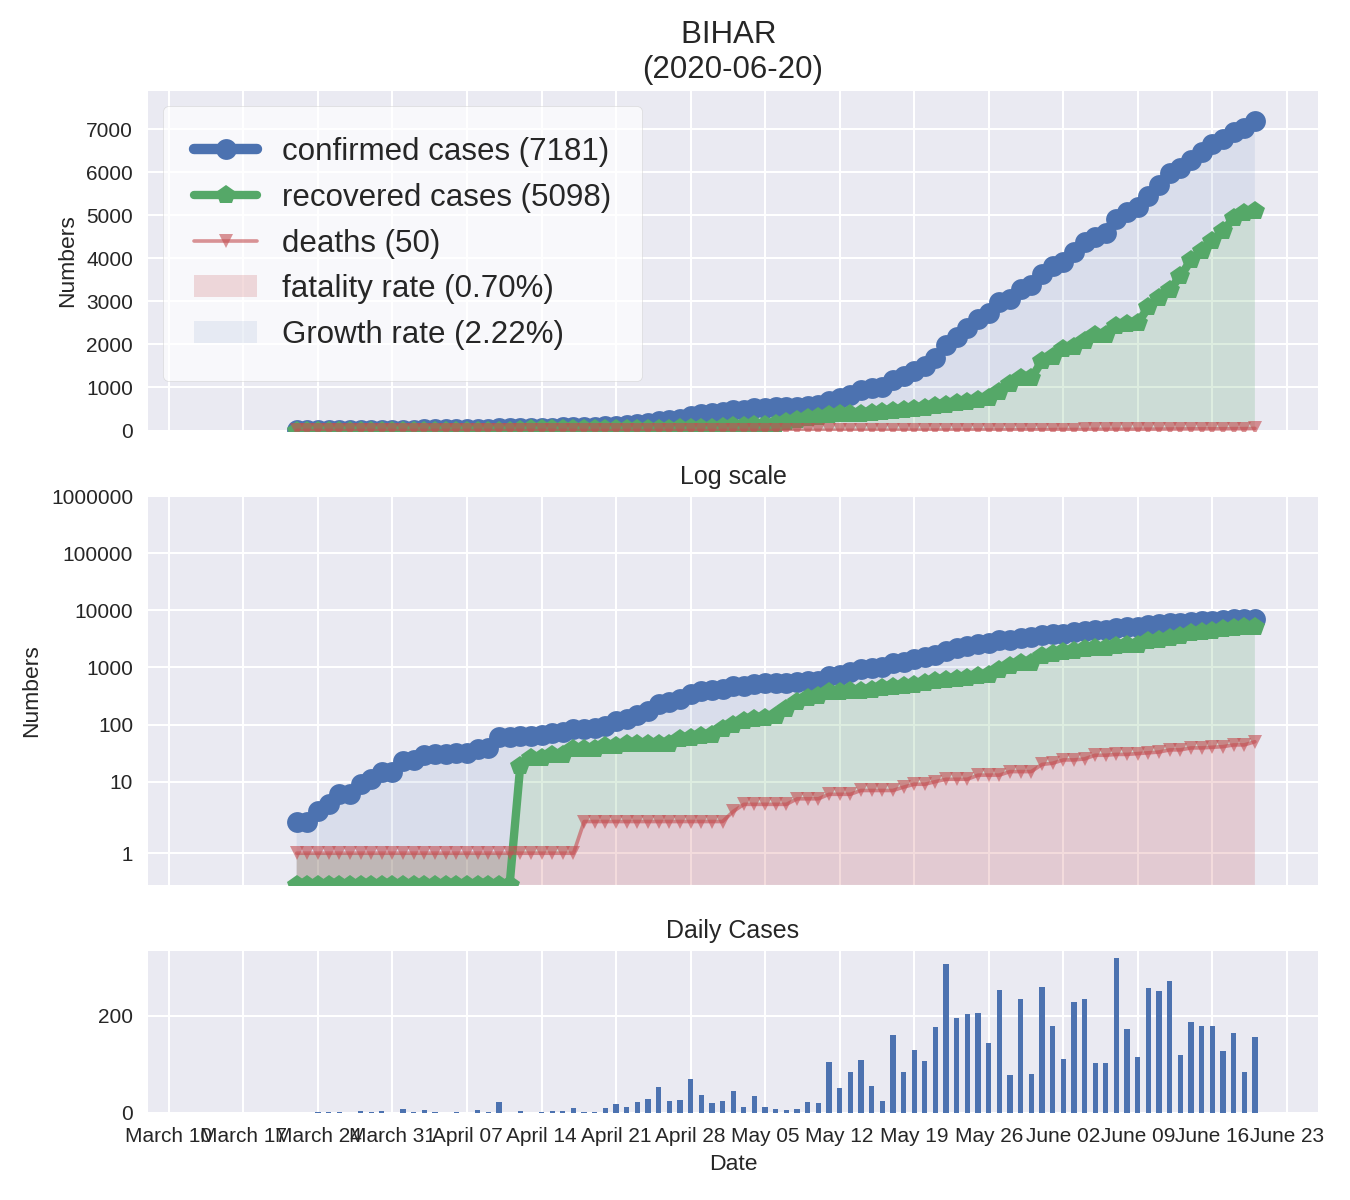 BIHAR
(2020-06-20)
Numbers
7000
6000
5000
4000
3000
2000
1000
0
confirmed cases (7181)
recovered cases (5098)
deaths (50)
fatality rate (0.70%)
Growth rate (2.22%)
Log scale
Numbers
1000000
100000
10000
1000
100
10
1
Daily Cases
200
0
March 10 March 17 March 24 March 31 April 07 April 14 April 21 April 28 May 05 May 12 May 19 May 26 June 02 June 09 June 16 June 23
Date